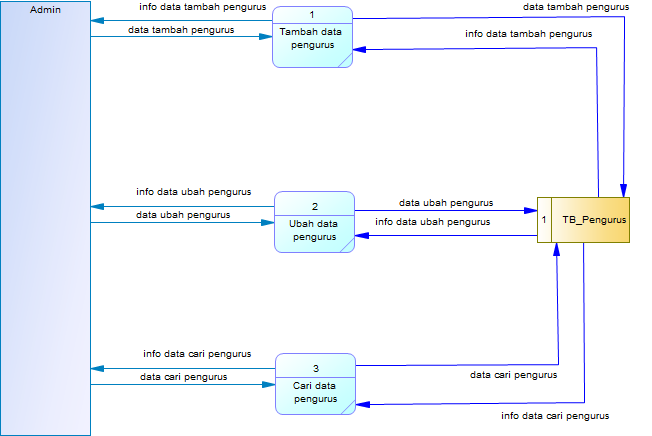 Admin
info data tambah pengurus
data tambah pengurus
1
Tambah data
pengurus
data tambah pengurus
info data tambah pengurus
info data ubah pengurus
data ubah pengurus
2
Ubah data
pengurus
data ubah pengurus
info data ubah pengurus
1
TB_Pengurus
info data cari pengurus
data cari pengurus
3
Cari data
pengurus
data cari pengurus
info data cari pengurus